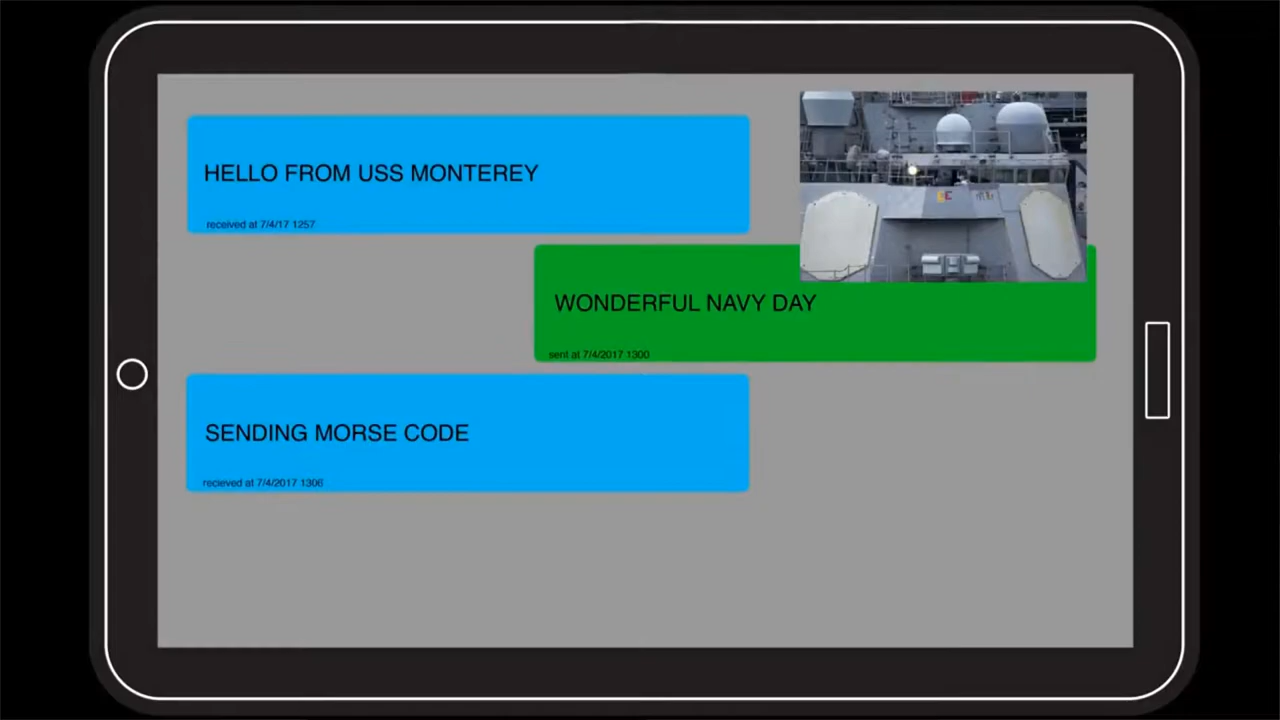 HELLO FROM USS MONTEREY
received at 7/4/17 1257
WONDERFUL NAVY DAY
sent at 7/4/2017 1300
SENDING MORSE CODE
recieved at 7/4/2017 1306